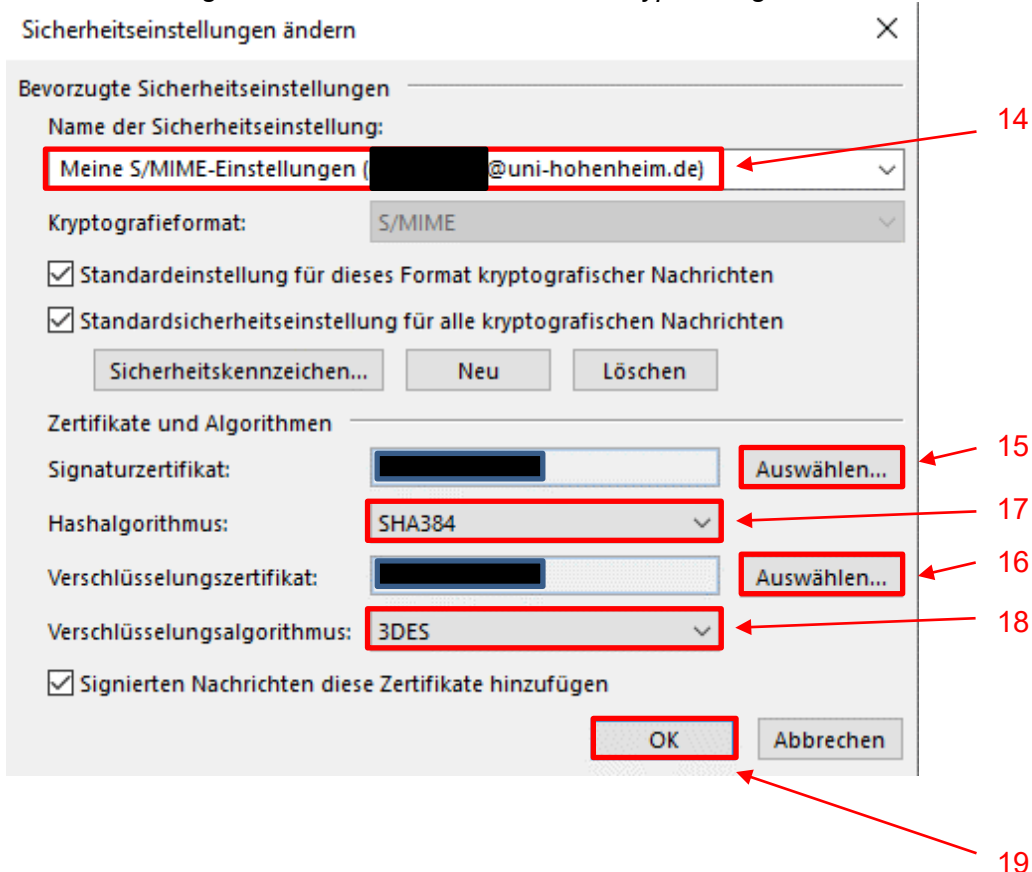 Sicherheitseinstellungen ändern
Bevorzugte Sicherheitseinstellungen
Name der Sicherheitseinstellung:
14
Meine S/MIME-Einstellungen ( @uni-hohenheim.de)
Kryptografieformat: S/MIME
Standardeinstellung für dieses Format kryptografischer Nachrichten
Standardsicherheitseinstellung für alle kryptografischen Nachrichten
Sicherheitskennzeichen... Neu Löschen
Zertifikate und Algorithmen
Signaturzertifikat: Auswählen... 15
Hashalgorithmus: SHA384 17
Verschlüsselungszertifikat: Auswählen... 16
Verschlüsselungsalgorithmus: 3DES 18
Signierten Nachrichten diese Zertifikate hinzufügen
OK Abbrechen
19